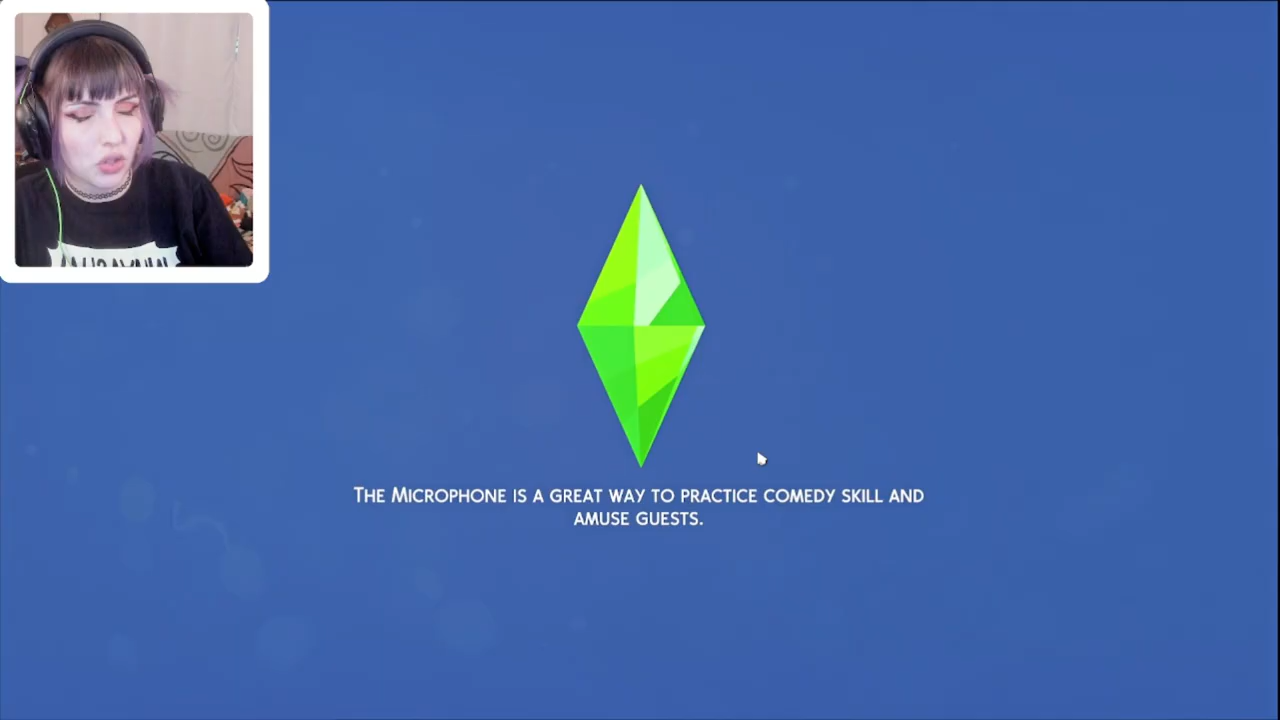 THE MICROPHONE IS A GREAT WAY TO PRACTICE COMEDY SKILL AND
AMUSE GUESTS.